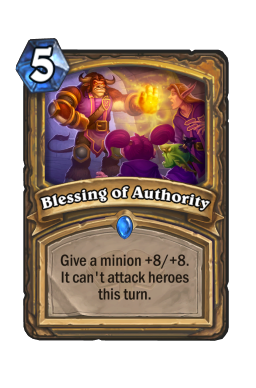 5
Blessing of Authority
Give a minion +8/+8.
It can't attack heroes
this turn.